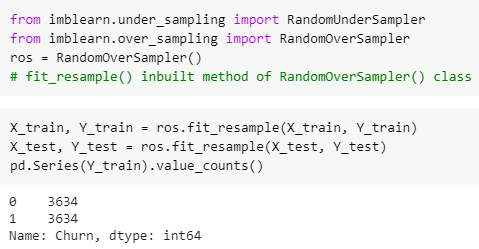 from imblearn.under_sampling import RandomUnderSampler
from imblearn.over_sampling import RandomOverSampler
ros = RandomOverSampler()
# fit_resample() inbuilt method of RandomOverSampler() class
X_train, Y_train = ros.fit_resample(X_train, Y_train)
X_test, Y_test = ros.fit_resample(X_test, Y_test)
pd.Series(Y_train).value_counts()
0    3634
1    3634
Name: Churn, dtype: int64